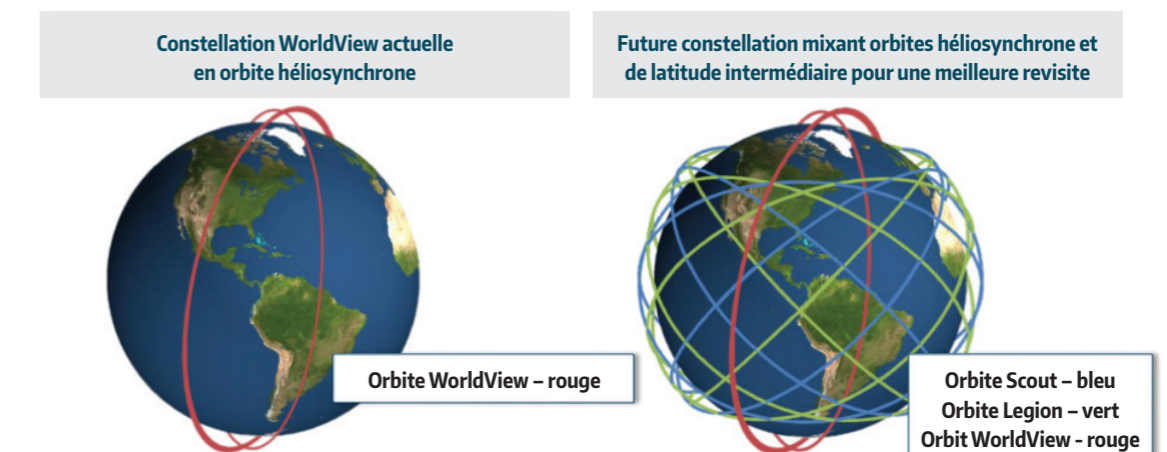 Constellation WorldView actuelle
en orbite héliosynchrone
Future constellation mixant orbites héliosynchrone et
de latitude intermédiaire pour une meilleure revisite
Orbite WorldView – rouge
Orbite Scout – bleu
Orbite Legion – vert
Orbit WorldView - rouge